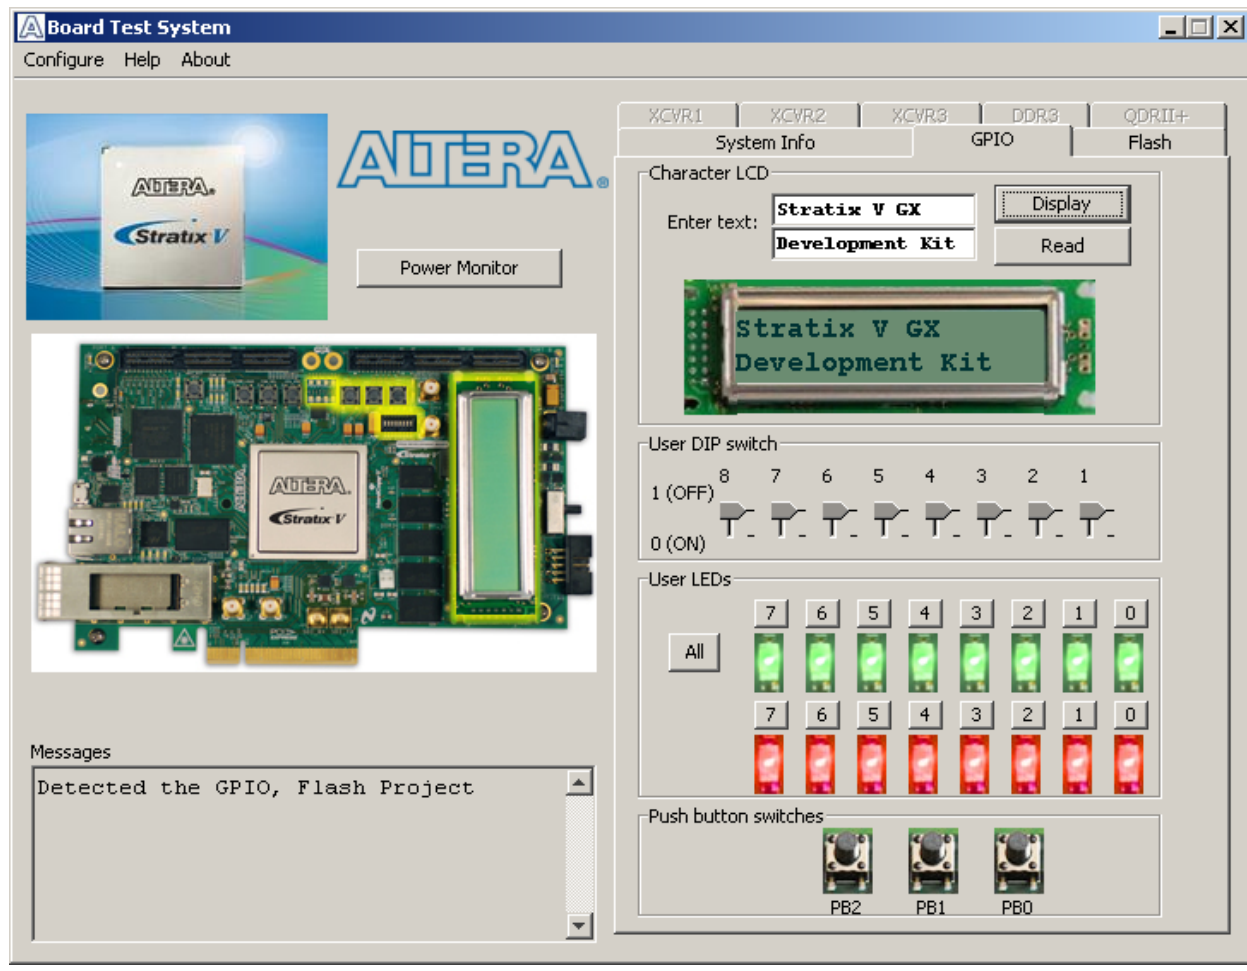 Board Test System
Configure Help About
ALTERA®
Stratix V
ALTERA®
Power Monitor
ALTERA
ALTERA
Stratix V
Messages
Detected the GPIO, Flash Project
XCVR1 XCVR2 XCVR3 DDR3 QDRII+
System Info GPIO Flash
Character LCD
Enter text:
Stratix V GX
Development Kit
Display
Read
Stratix V GX
Development Kit
User DIP switch
8 7 6 5 4 3 2 1
1 (OFF)
0 (ON)
User LEDs
7 6 5 4 3 2 1 0
All
7 6 5 4 3 2 1 0
Push button switches
PB2 PB1 PB0